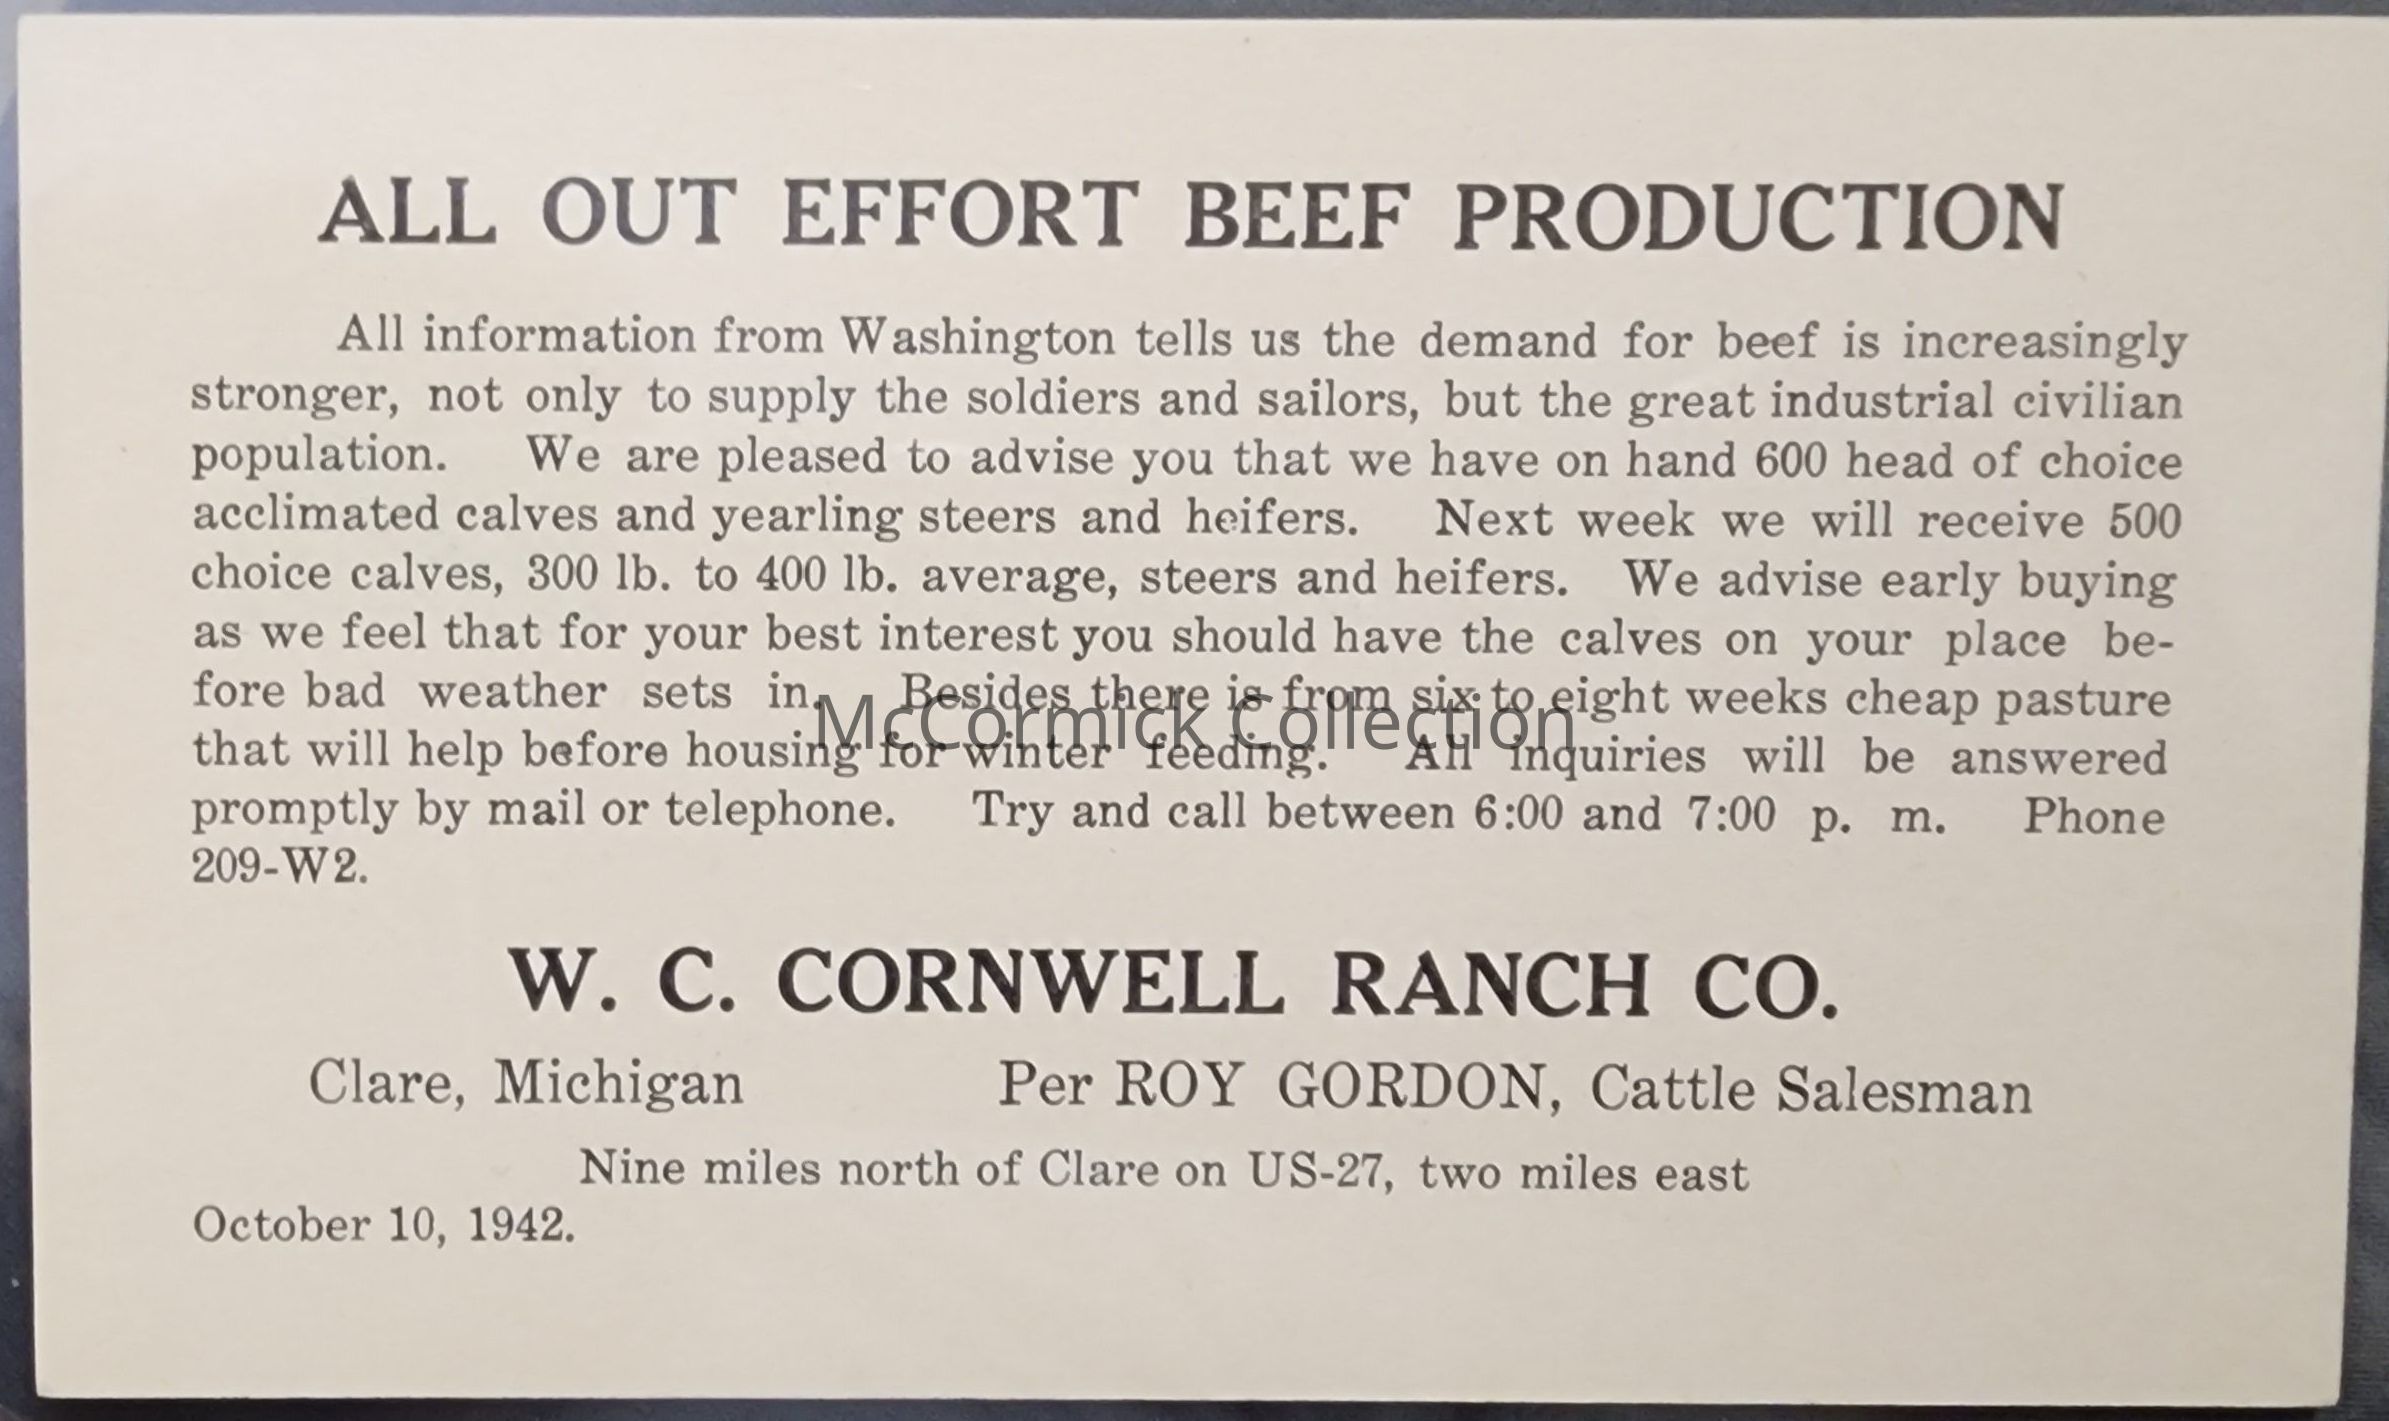 ALL OUT EFFORT BEEF PRODUCTION
All information from Washington tells us the demand for beef is increasingly
stronger, not only to supply the soldiers and sailors, but the great industrial civilian
population. We are pleased to advise you that we have on hand 600 head of choice
acclimated calves and yearling steers and heifers. Next week we will receive 500
choice calves, 300 lb. to 400 lb. average, steers and heifers. We advise early buying
as we feel that for your best interest you should have the calves on your place be-
fore bad weather sets in. Besides there is from six to eight weeks cheap pasture
McCormick Collection
that will help before housing for winter feeding. All inquiries will be answered
promptly by mail or telephone. Try and call between 6:00 and 7:00 p. m. Phone
209-W2.
W. C. CORNWELL RANCH CO.
Clare, Michigan Per ROY GORDON, Cattle Salesman
Nine miles north of Clare on US-27, two miles east
October 10, 1942.